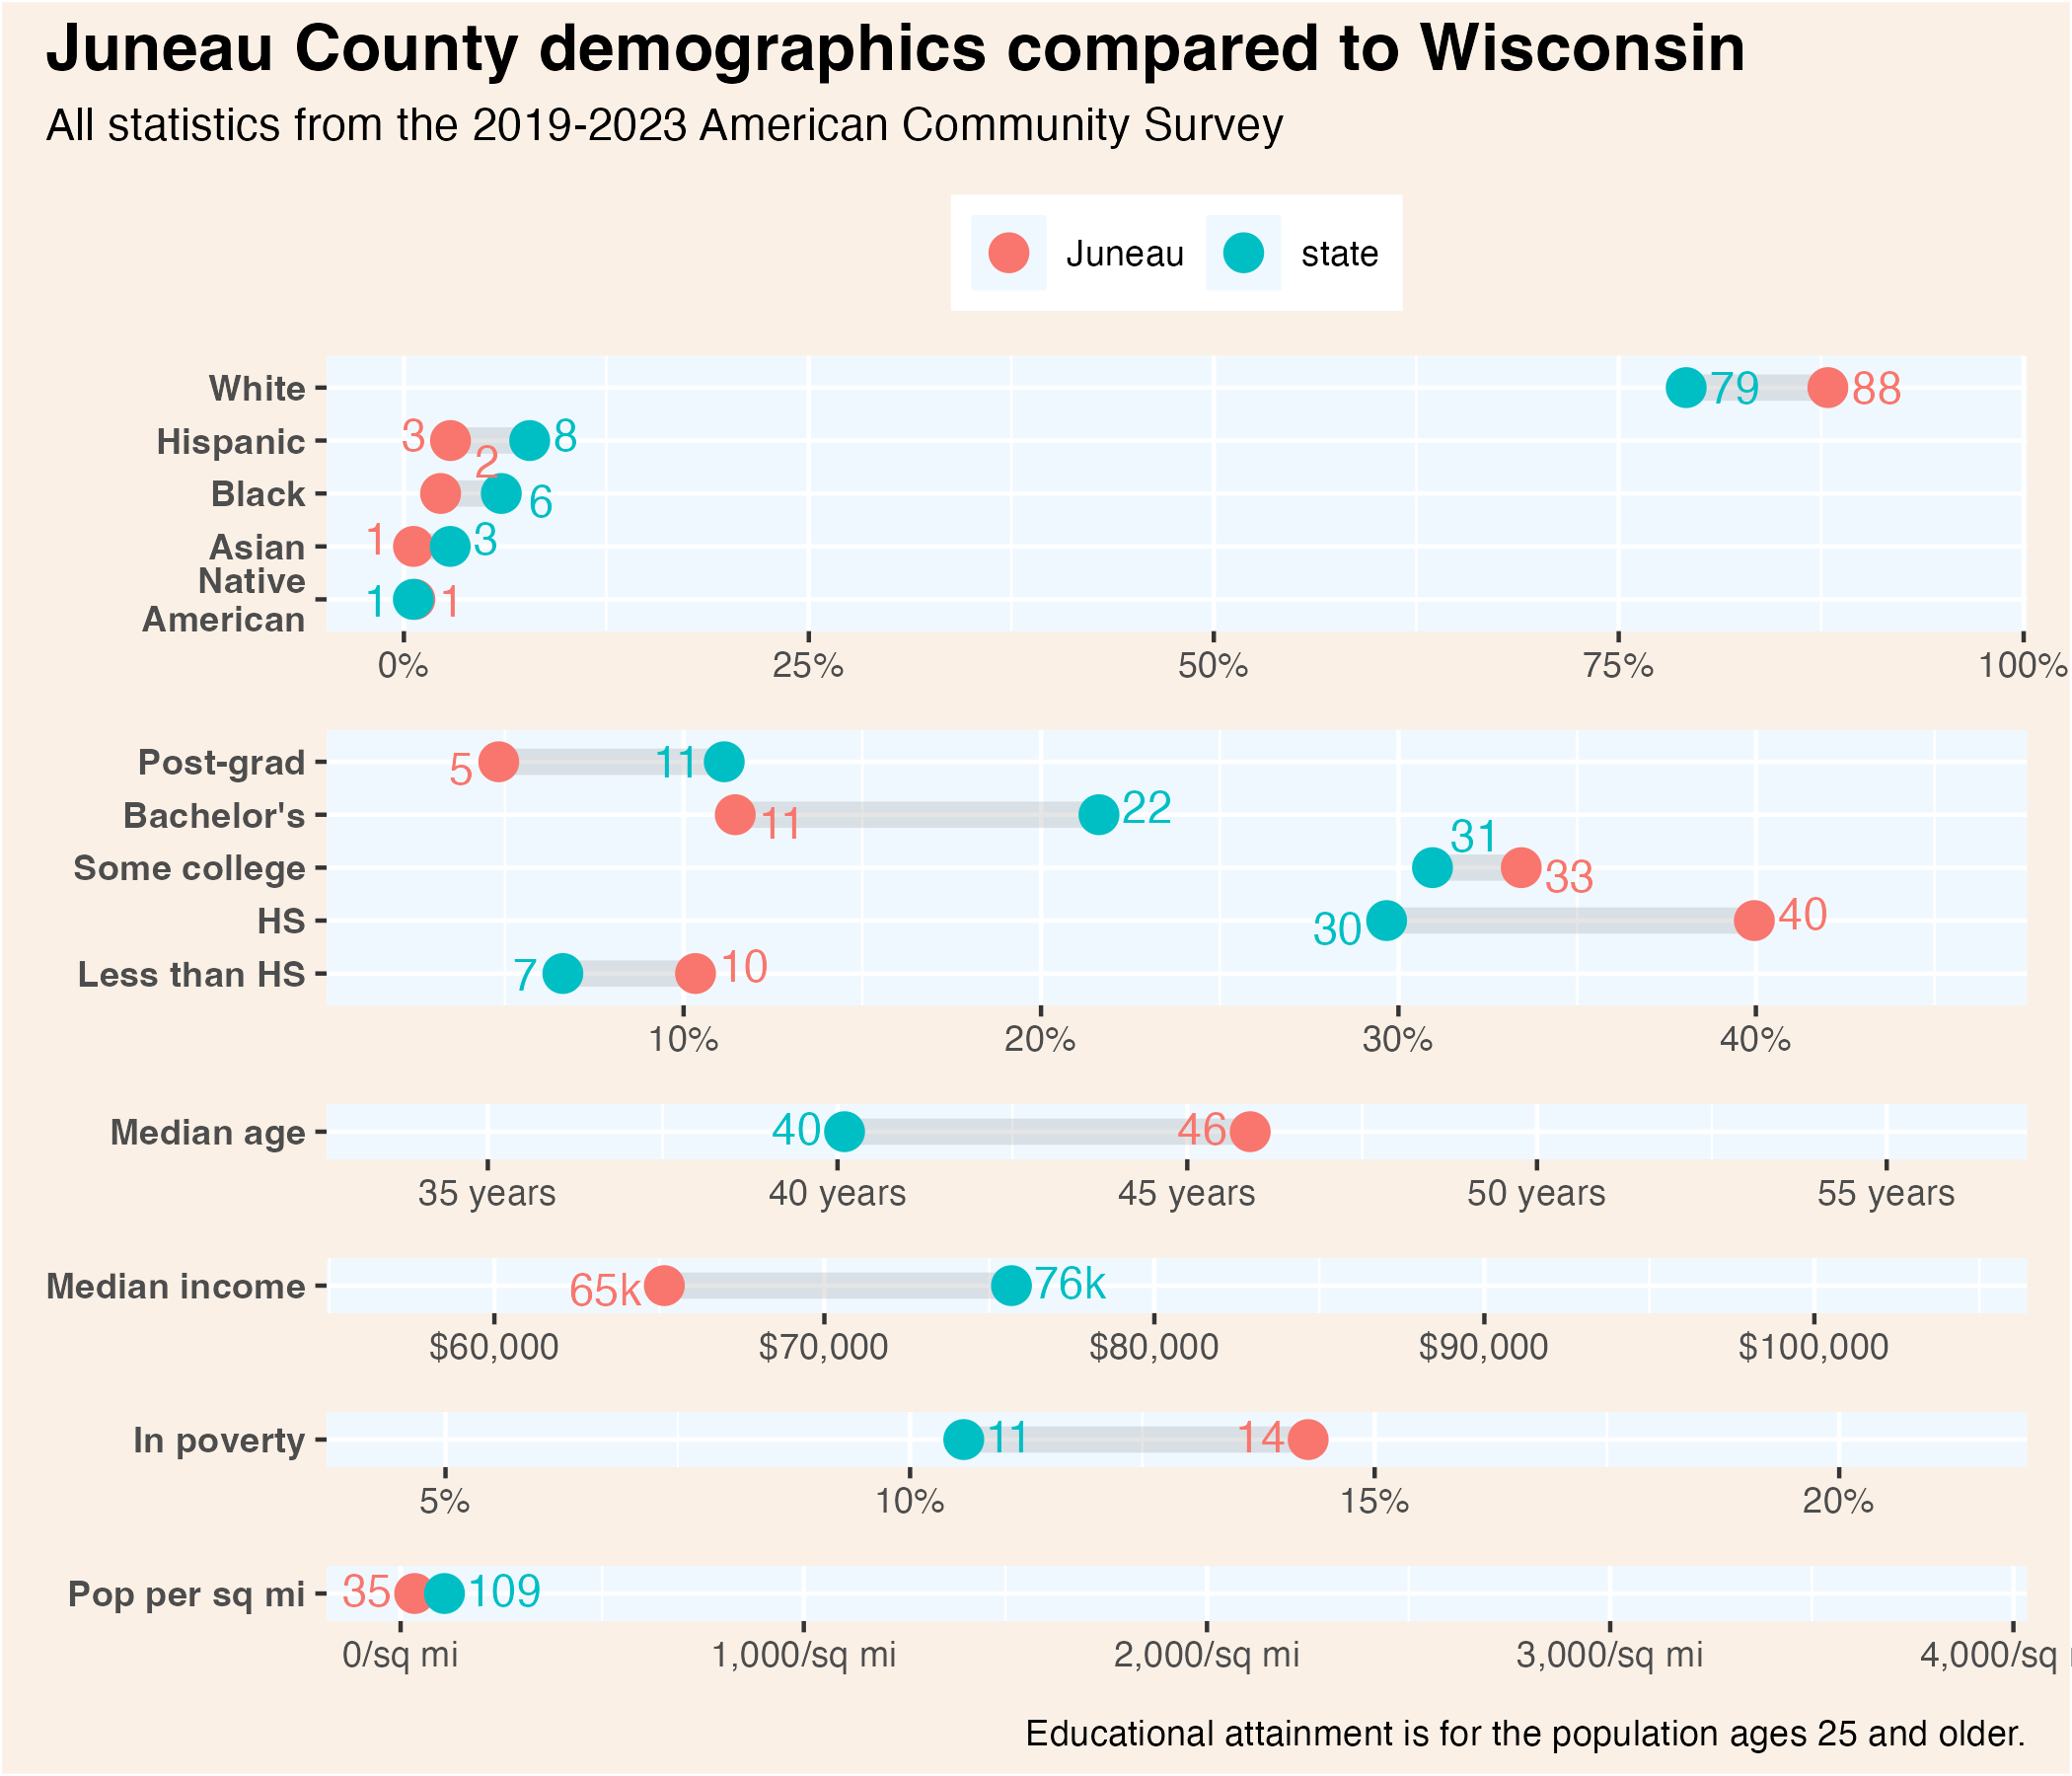 Juneau County demographics compared to Wisconsin
All statistics from the 2019-2023 American Community Survey
Juneau state
White 79 88
Hispanic 3 8
Black 2 6
Asian 1 3
Native
American 1 1
0% 25% 50% 75% 100%
Post-grad 5 11
Bachelor's 11 22
Some college 31 33
HS 30 40
Less than HS 7 10
10% 20% 30% 40%
Median age 40 46
35 years 40 years 45 years 50 years 55 years
Median income 65k 76k
$60,000 $70,000 $80,000 $90,000 $100,000
In poverty 11 14
5% 10% 15% 20%
Pop per sq mi 35 109
0/sq mi 1,000/sq mi 2,000/sq mi 3,000/sq mi 4,000/sq
Educational attainment is for the population ages 25 and older.